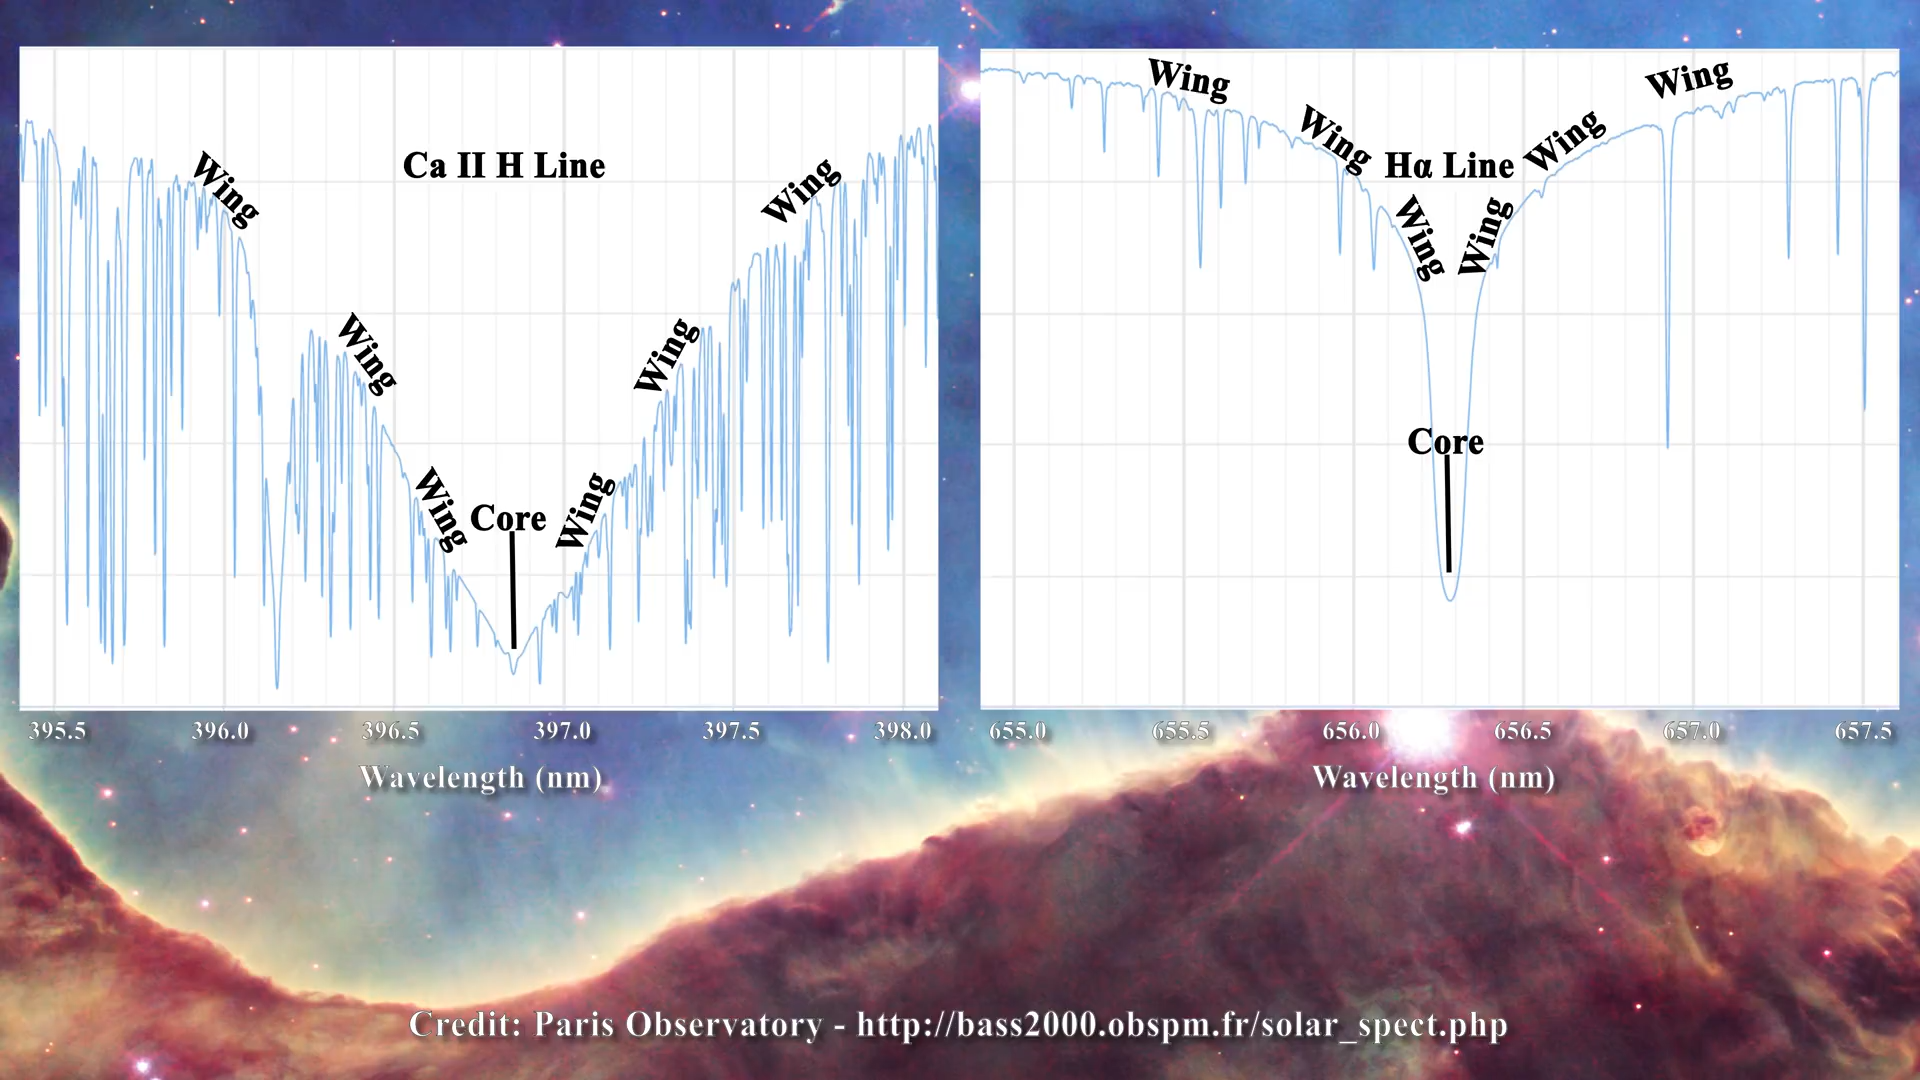 Ca II H Line
Wing
Wing
Wing
Core
Wing
Wing
Wing
395.5 396.0 396.5 397.0 397.5 398.0
Wavelength (nm)
Hα Line
Wing
Wing
Wing
Wing
Wing
Wing
Core
655.0 655.5 656.0 656.5 657.0 657.5
Wavelength (nm)
Credit: Paris Observatory - http://bass2000.obspm.fr/solar_spect.php